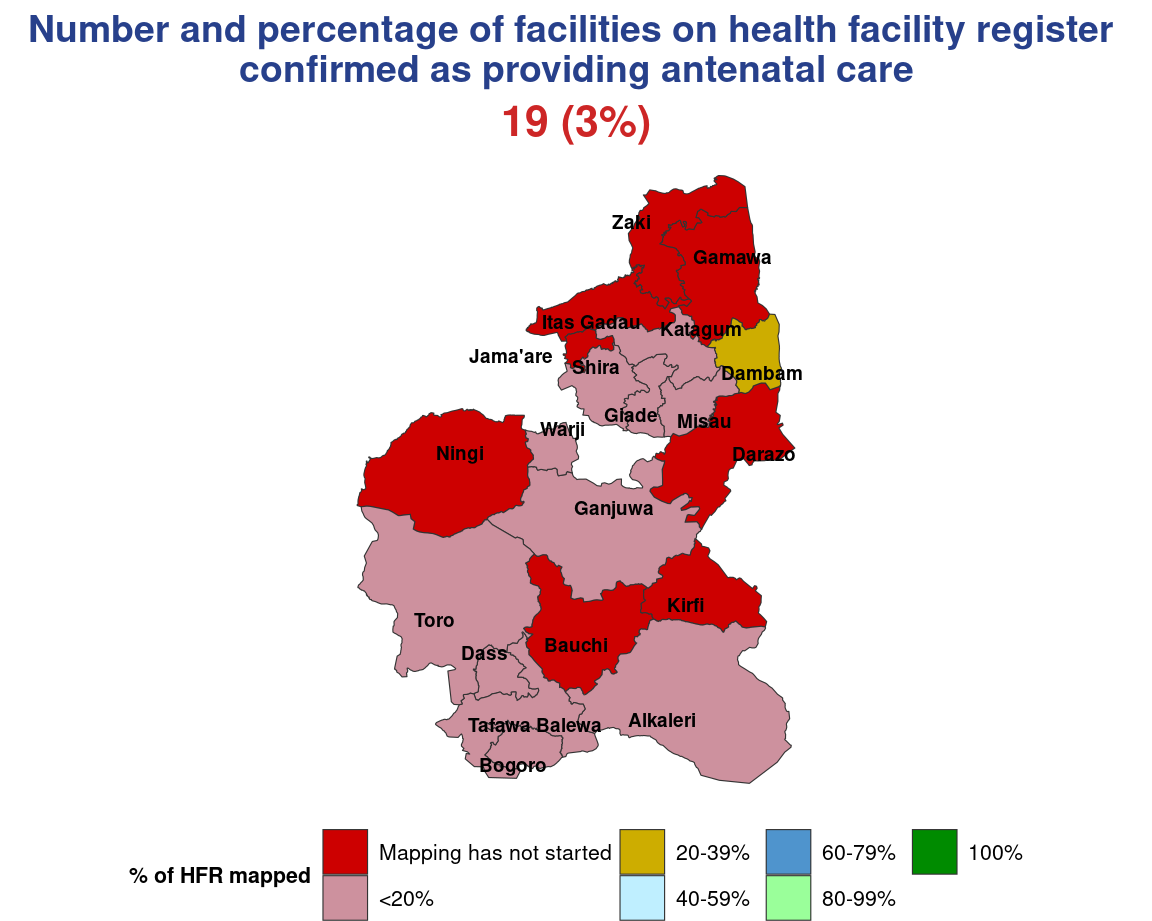 Number and percentage of facilities on health facility register
confirmed as providing antenatal care
19 (3%)
Zaki
Gamawa
Itas Gadau
Katagum
Jama'are
Shira
Dambam
Giade
Misau
Warji
Ningi
Darazo
Ganjuwa
Kirfi
Toro
Bauchi
Dass
Alkaleri
Tafawa Balewa
Bogoro
% of HFR mapped
Mapping has not started
<20%
20-39%
40-59%
60-79%
80-99%
100%